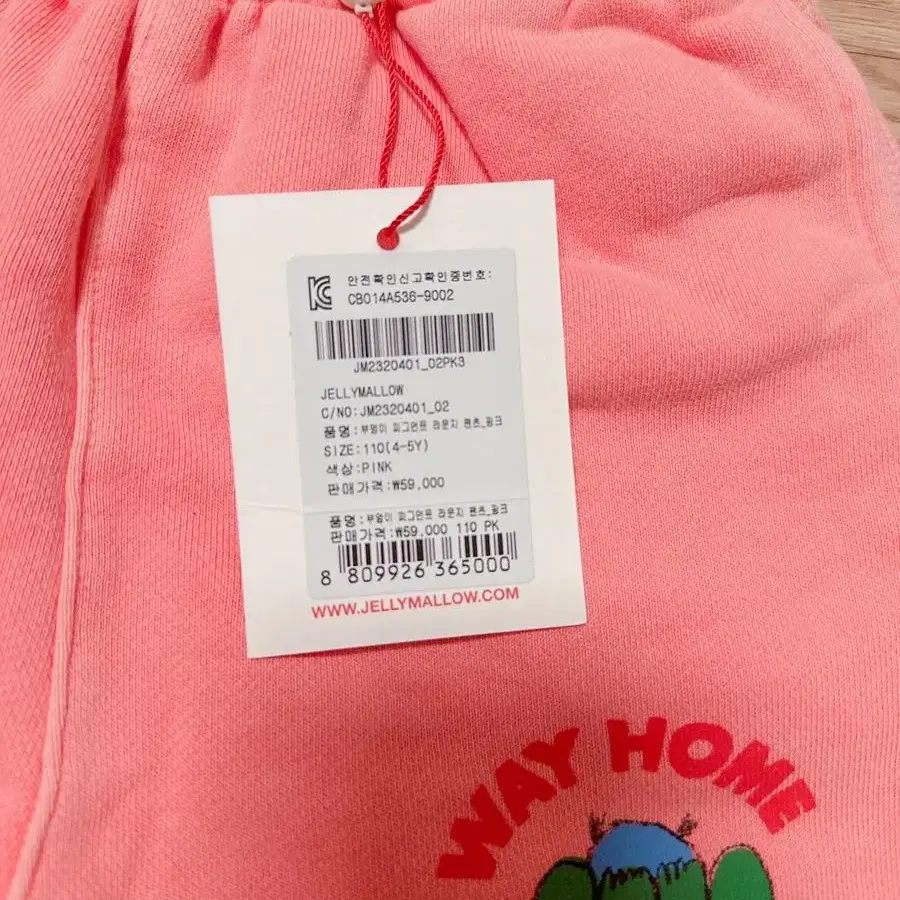 안전확인신고확인증번호:
CB014A536-9002
JM2320401_02PK3
JELLYMALLOW
C/NO:JM2320401_02
품명:부엉이 피그먼트 라운지 팬츠_핑크
SIZE:110(4-5Y)
색상:PINK
판매가격:₩59,000
품명:부엉이 피그먼트 라운지 팬츠_핑크
판매가격:₩59,000 110 PK
8 809926 365000
WWW.JELLYMALLOW.COM
WAY HOME